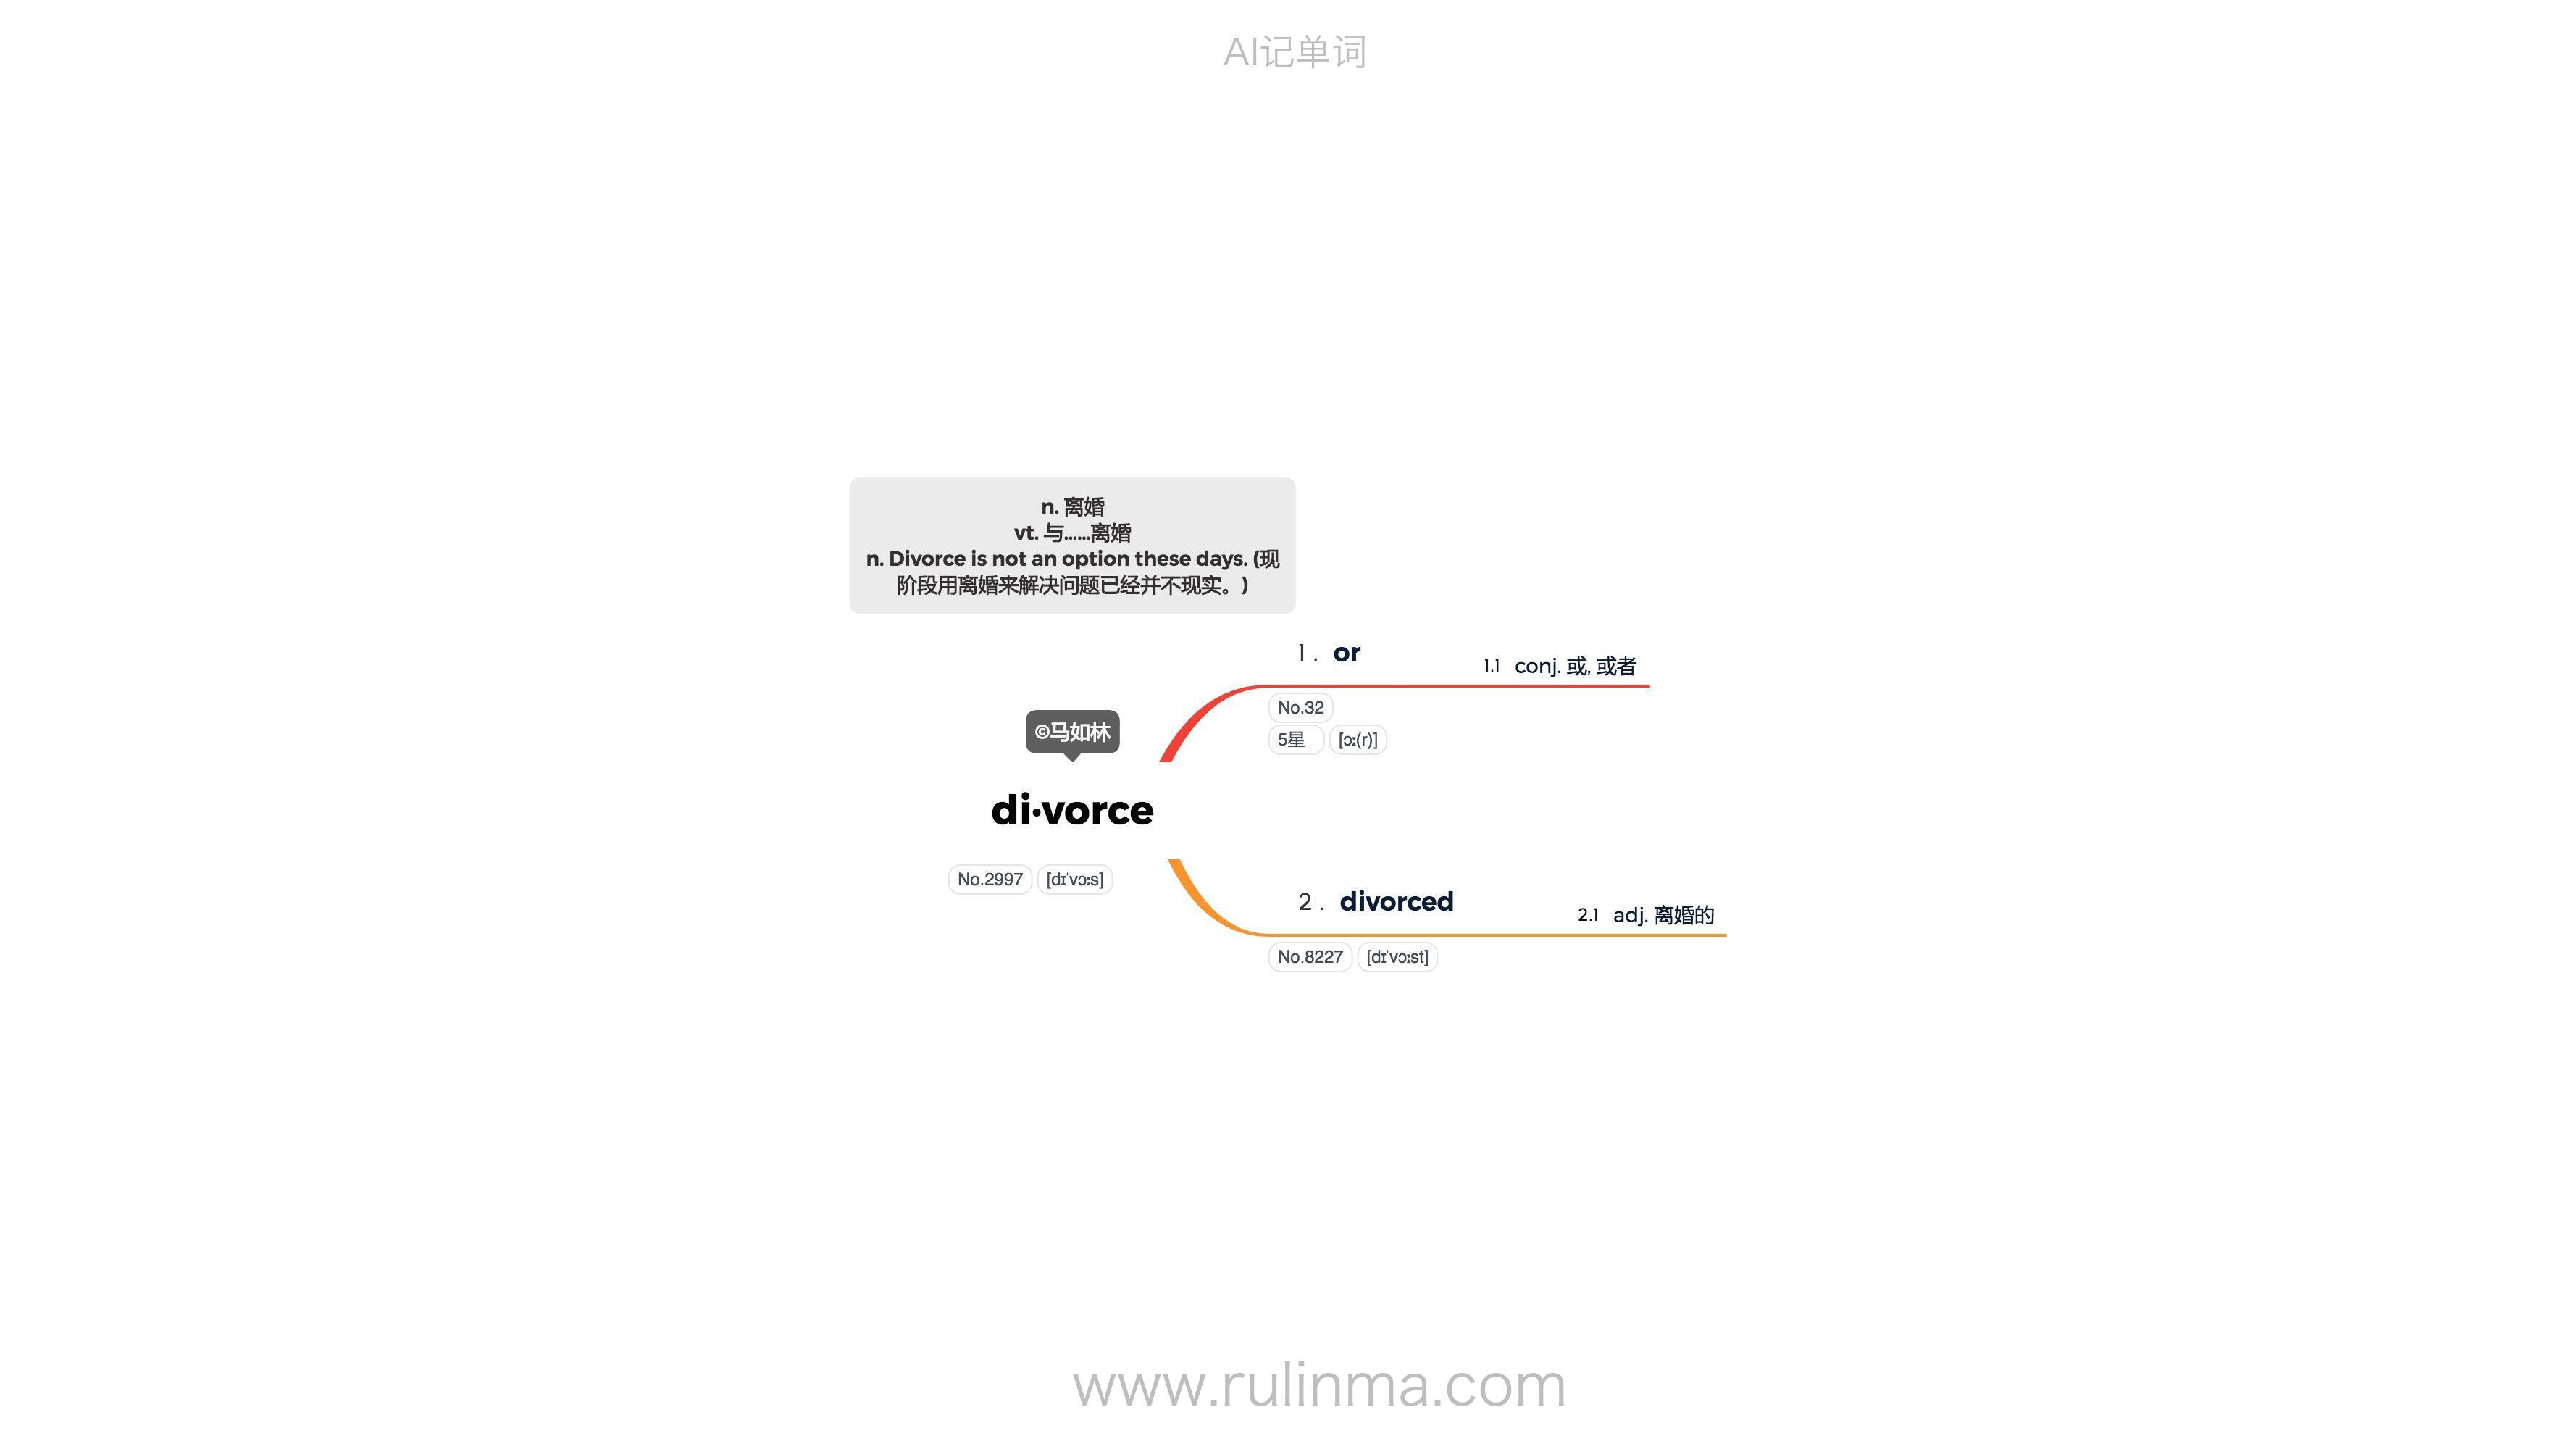 AI记单词
n. 离婚
vt. 与......离婚
n. Divorce is not an option these days. (现
阶段用离婚来解决问题已经并不现实。)
1 . or
1.1 conj. 或, 或者
No.32
5星 [ɔː(r)]
©马如林
di·vorce
No.2997 [dɪˈvɔːs]
2 . divorced
2.1 adj. 离婚的
No.8227 [dɪˈvɔːst]
www.rulinma.com